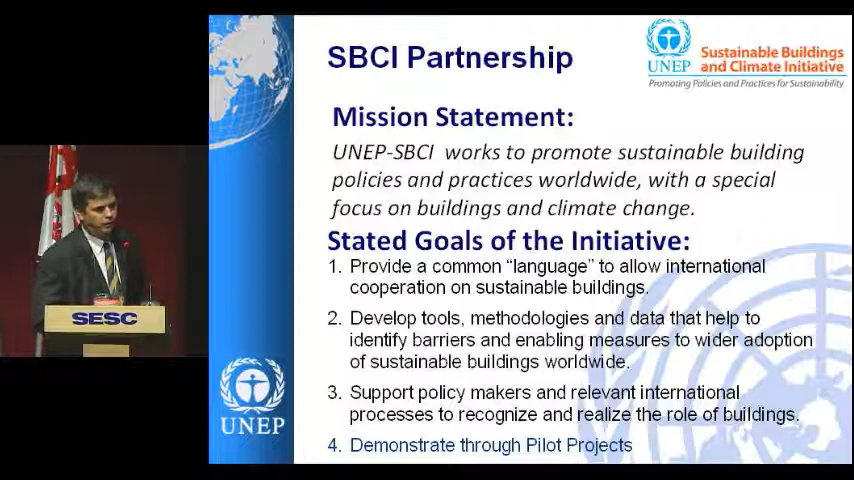 SBCI Partnership
UNEP
Sustainable Buildings
and Climate Initiative
Promoting Policies and Practices for Sustainability
Mission Statement:
UNEP-SBCI works to promote sustainable building
policies and practices worldwide, with a special
focus on buildings and climate change.
Stated Goals of the Initiative:
1. Provide a common “language” to allow international
cooperation on sustainable buildings.
2. Develop tools, methodologies and data that help to
identify barriers and enabling measures to wider adoption
of sustainable buildings worldwide.
3. Support policy makers and relevant international
processes to recognize and realize the role of buildings.
4. Demonstrate through Pilot Projects
SESC
UNEP